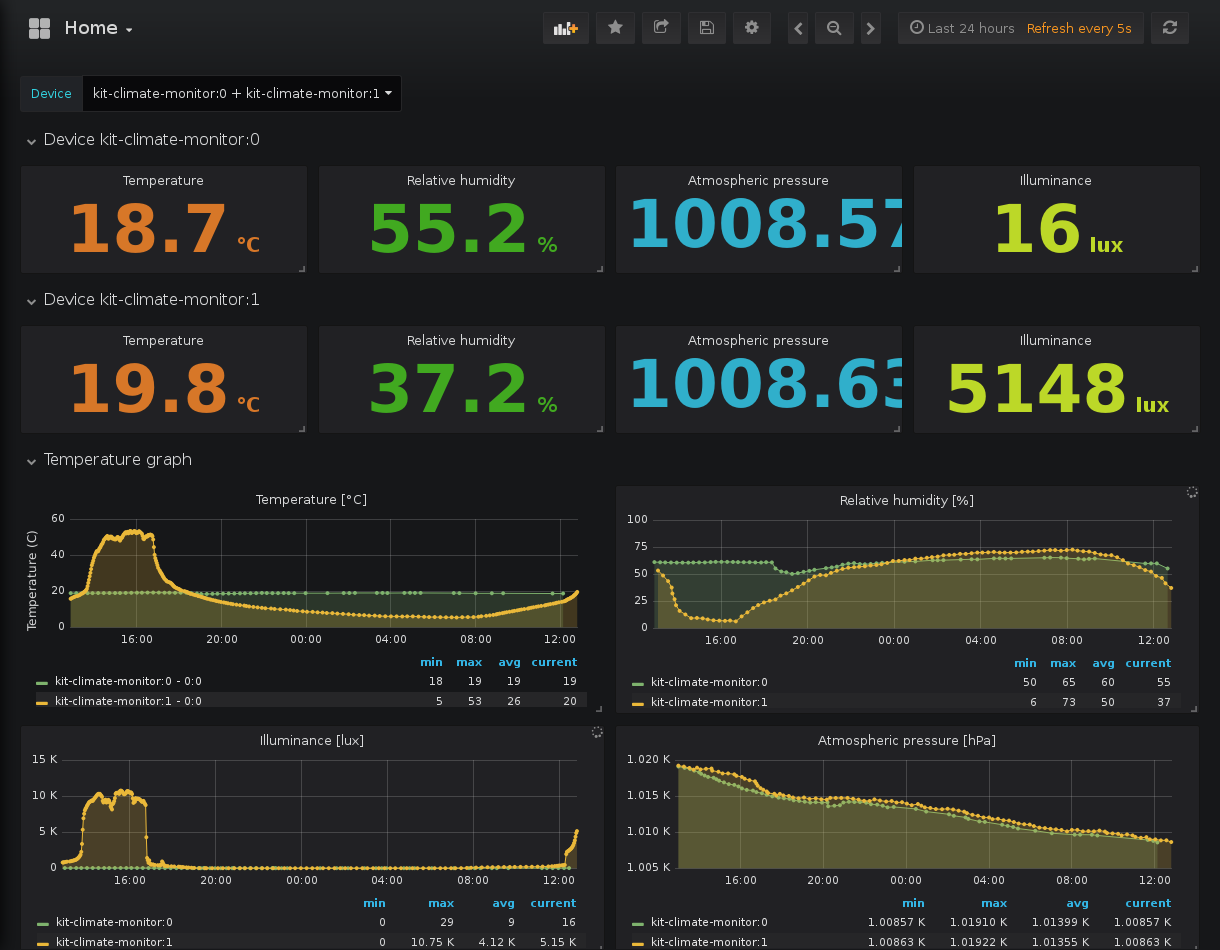 Home
Last 24 hours Refresh every 5s
Device kit-climate-monitor:0 + kit-climate-monitor:1
Device kit-climate-monitor:0
Temperature Relative humidity Atmospheric pressure Illuminance
18.7 °C 55.2 % 1008.57 16 lux
Device kit-climate-monitor:1
Temperature Relative humidity Atmospheric pressure Illuminance
19.8 °C 37.2 % 1008.63 5148 lux
Temperature graph
Temperature [°C]
Temperature (C)
60
40
20
0
16:00 20:00 00:00 04:00 08:00 12:00
min max avg current
kit-climate-monitor:0 - 0:0 18 19 19 19
kit-climate-monitor:1 - 0:0 5 53 26 20
Relative humidity [%]
100
75
50
25
0
16:00 20:00 00:00 04:00 08:00 12:00
min max avg current
kit-climate-monitor:0 50 65 60 55
kit-climate-monitor:1 6 73 50 37
Illuminance [lux]
15 K
10 K
5 K
0
16:00 20:00 00:00 04:00 08:00 12:00
min max avg current
kit-climate-monitor:0 0 29 9 16
kit-climate-monitor:1 0 10.75 K 4.12 K 5.15 K
Atmospheric pressure [hPa]
1.020 K
1.015 K
1.010 K
1.005 K
16:00 20:00 00:00 04:00 08:00 12:00
min max avg current
kit-climate-monitor:0 1.00857 K 1.01910 K 1.01399 K 1.00857 K
kit-climate-monitor:1 1.00863 K 1.01922 K 1.01355 K 1.00863 K